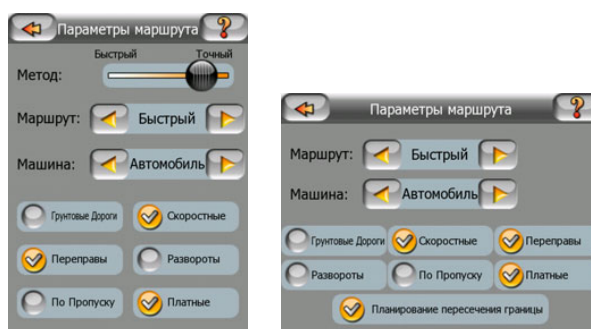 Параметры маршрута
Быстрый Точный
Метод:
Маршрут: Быстрый
Машина: Автомобиль
Грунтовые Дороги Скоростные
Переправы Развороты
По Пропуску Платные
Параметры маршрута
Маршрут: Быстрый
Машина: Автомобиль
Грунтовые Дороги Скоростные Переправы
Развороты По Пропуску Платные
Планирование пересечения границы